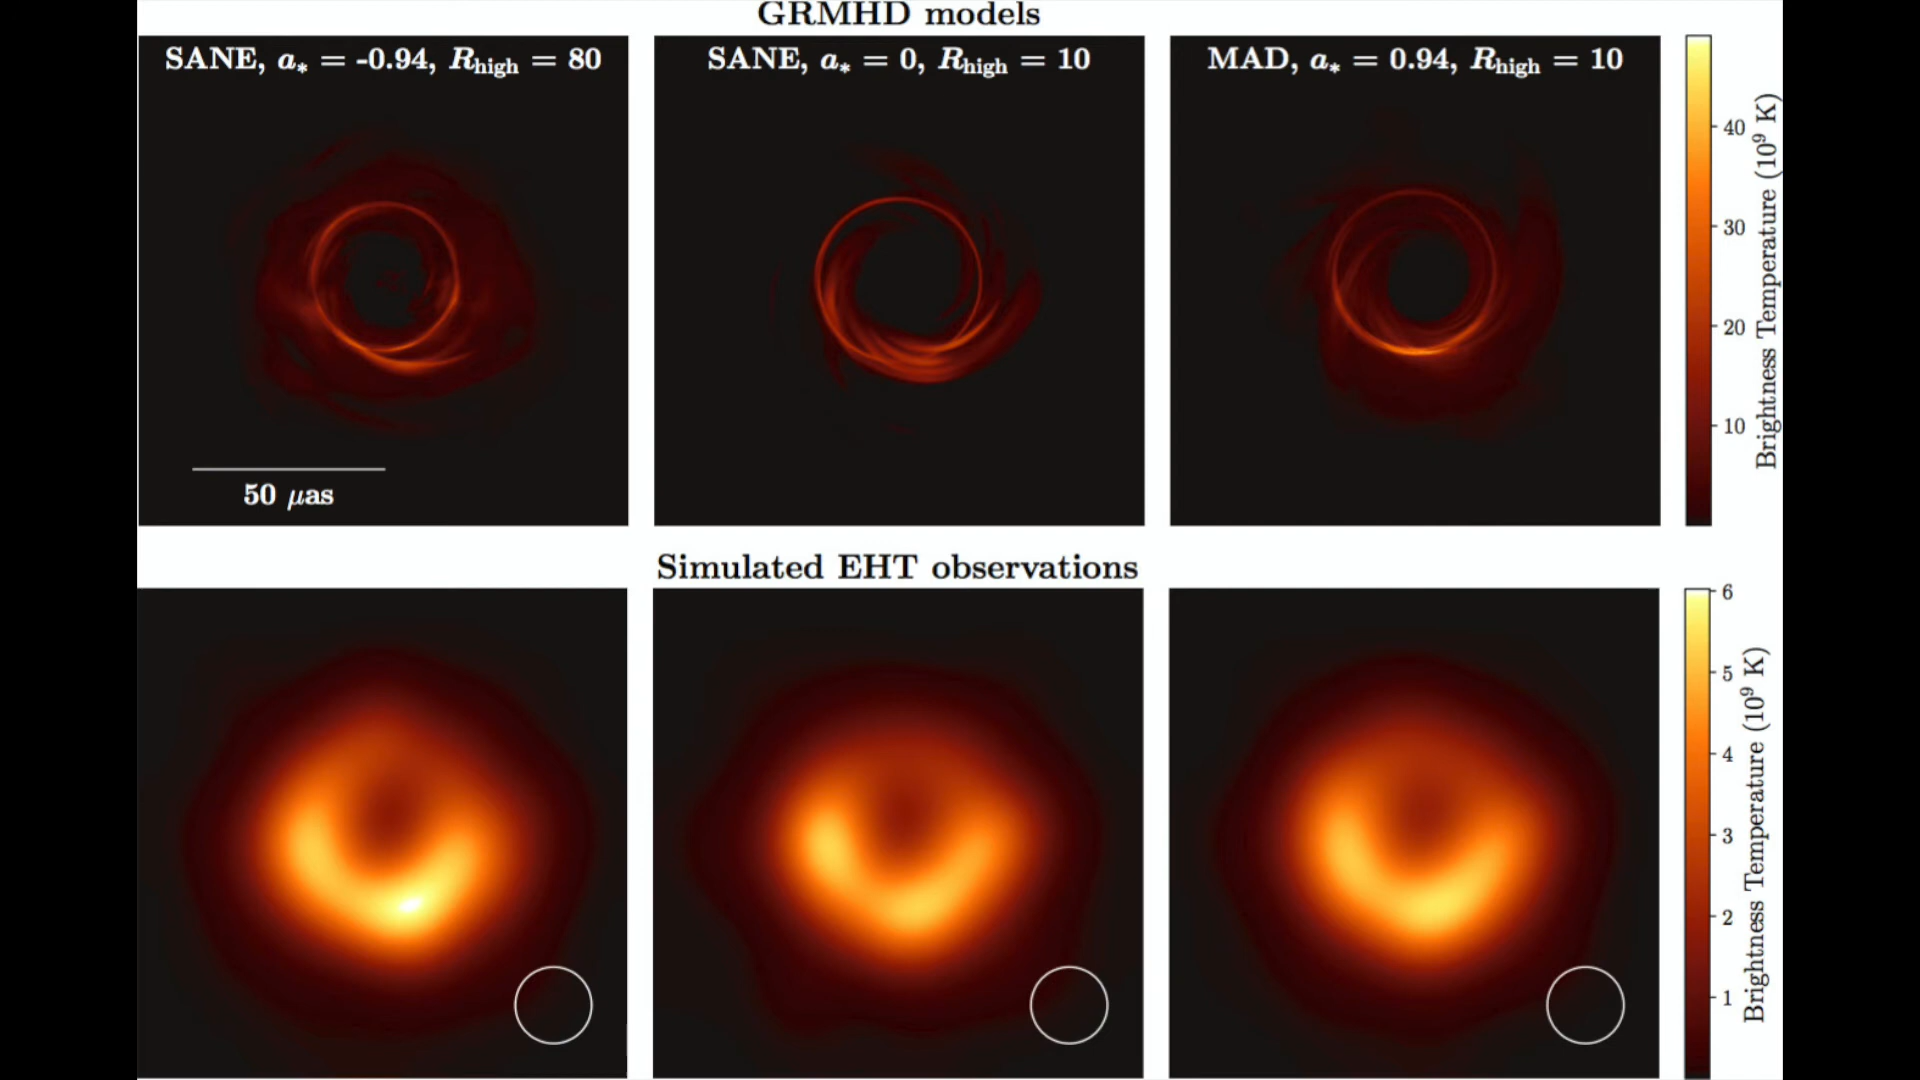 GRMHD models
SANE, a* = -0.94, Rhigh = 80
SANE, a* = 0, Rhigh = 10
MAD, a* = 0.94, Rhigh = 10
50 μas
40
30
20
10
Brightness Temperature (10⁹ K)
Simulated EHT observations
6
5
4
3
2
1
Brightness Temperature (10⁹ K)